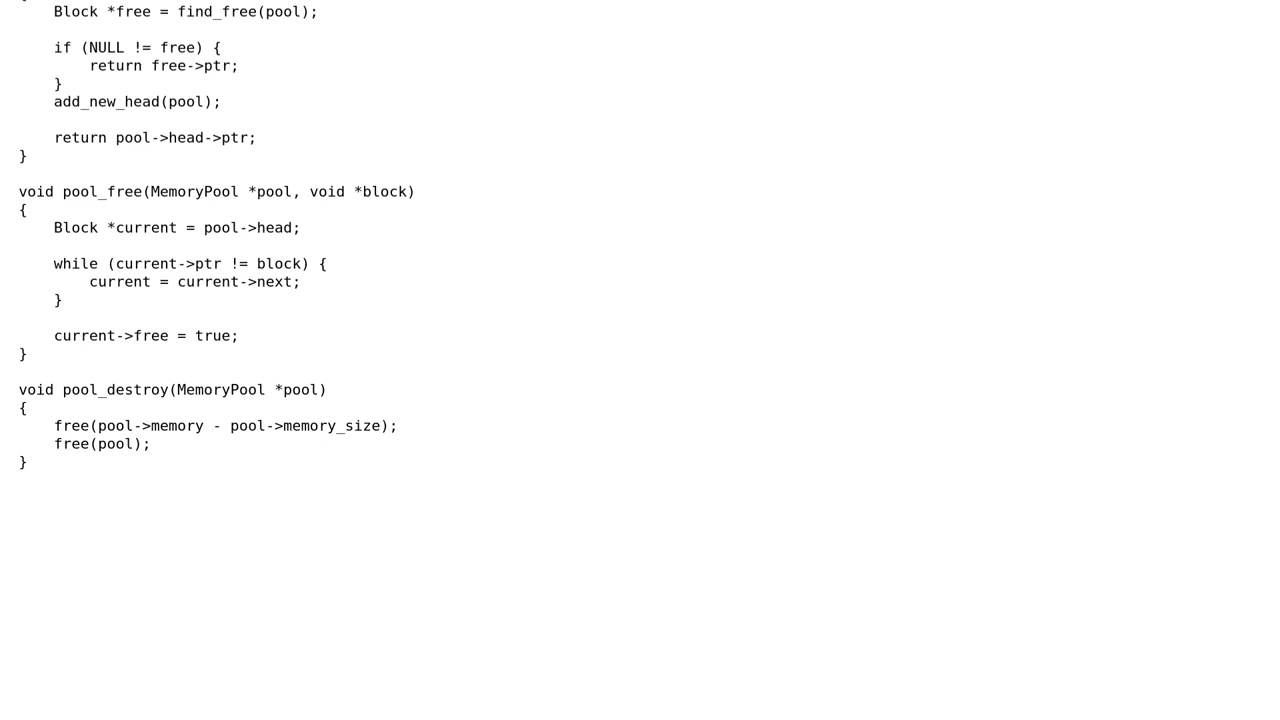 {
    Block *free = find_free(pool);

    if (NULL != free) {
        return free->ptr;
    }
    add_new_head(pool);

    return pool->head->ptr;
}

void pool_free(MemoryPool *pool, void *block)
{
    Block *current = pool->head;

    while (current->ptr != block) {
        current = current->next;
    }

    current->free = true;
}

void pool_destroy(MemoryPool *pool)
{
    free(pool->memory - pool->memory_size);
    free(pool);
}